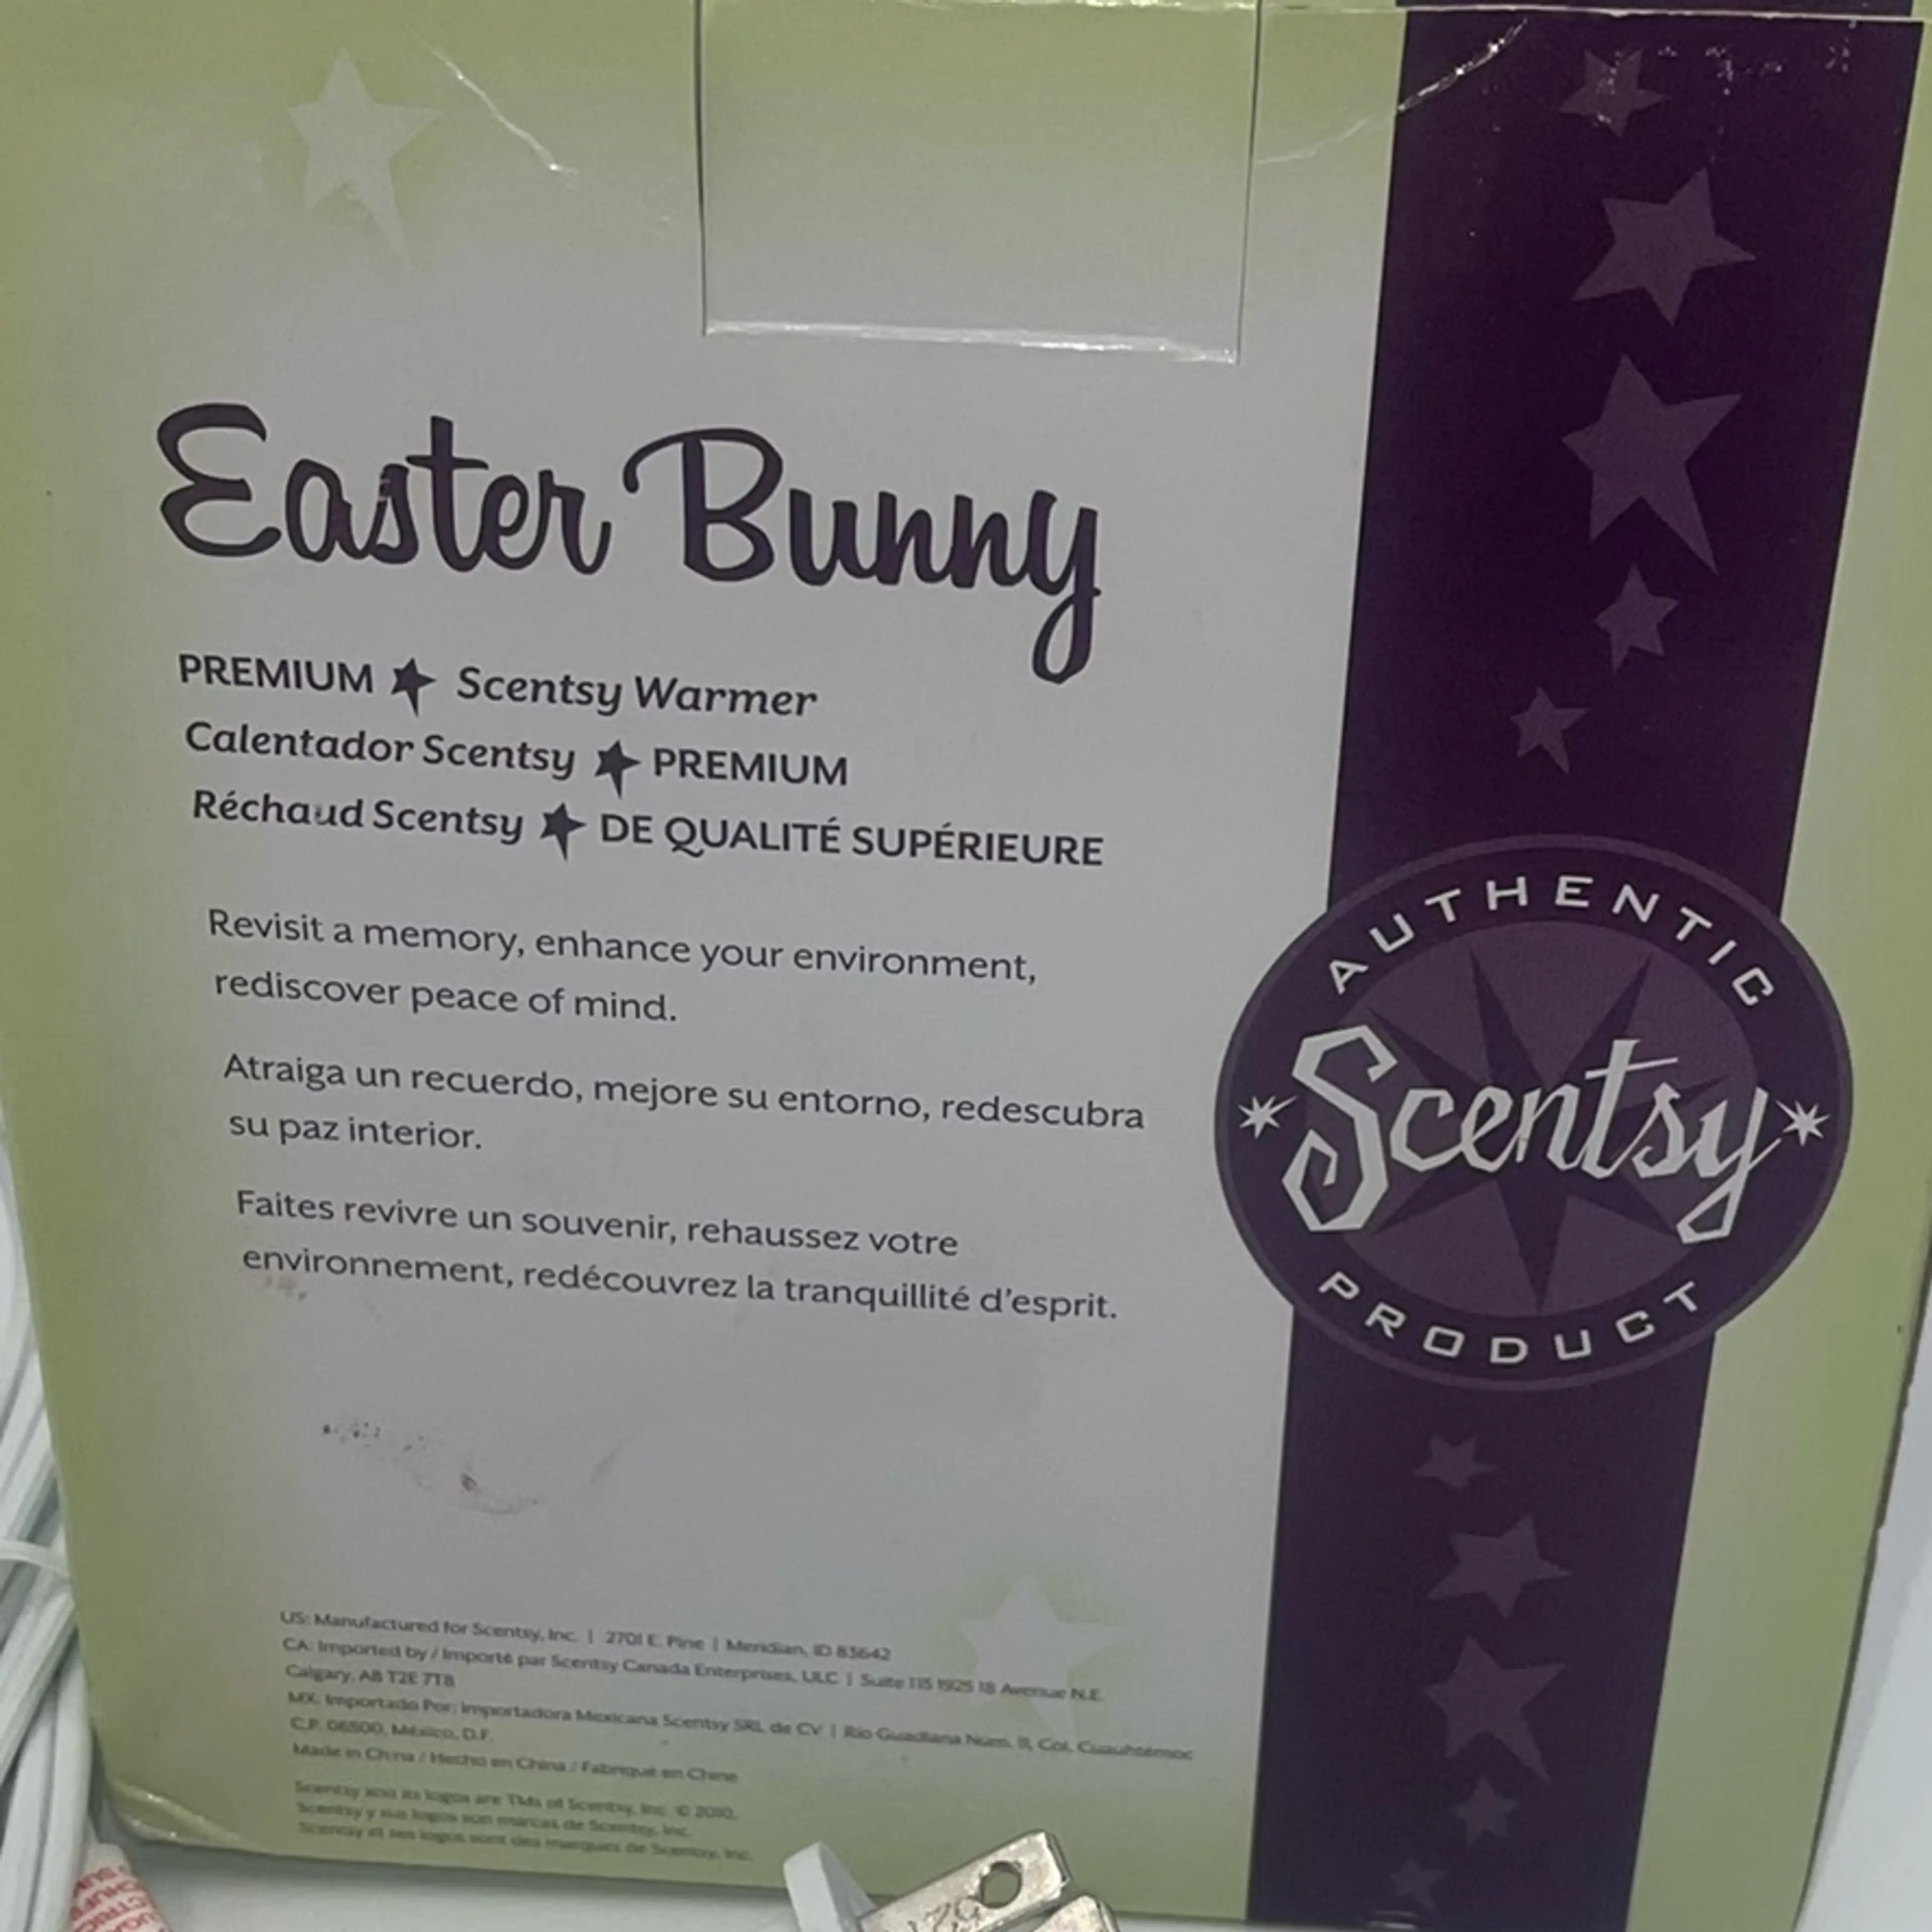 Easter Bunny
PREMIUM Scentsy Warmer
Calentador Scentsy PREMIUM
Réchaud Scentsy DE QUALITÉ SUPÉRIEURE
Revisit a memory, enhance your environment,
rediscover peace of mind.
Atraiga un recuerdo, mejore su entorno, redescubra
su paz interior.
Faites revivre un souvenir, rehaussez votre
environnement, redécouvrez la tranquillité d'esprit.
AUTHENTIC
Scentsy
PRODUCT
US: Manufactured for Scentsy, Inc. | 2701 E. Pine | Meridian, ID 83642
CA: Imported by / Importé par Scentsy Canada Enterprises, ULC | Suite 115 1925 18 Avenue N.E.
Calgary, AB T2E 7T8
MX: Importado Por: Importadora Mexicana Scentsy SRL de CV | Rio Guadiana Núm. Col. Cuauhtémoc
C.P. 06500, México, D.F.
Made in China / Hecho en China / Fabriqué en Chine
Scentsy and its logos are TMs of Scentsy, Inc. © 2010.
Scentsy y sus logos son marcas de Scentsy, Inc.
Scentsy et ses logos sont des marques de Scentsy, Inc.